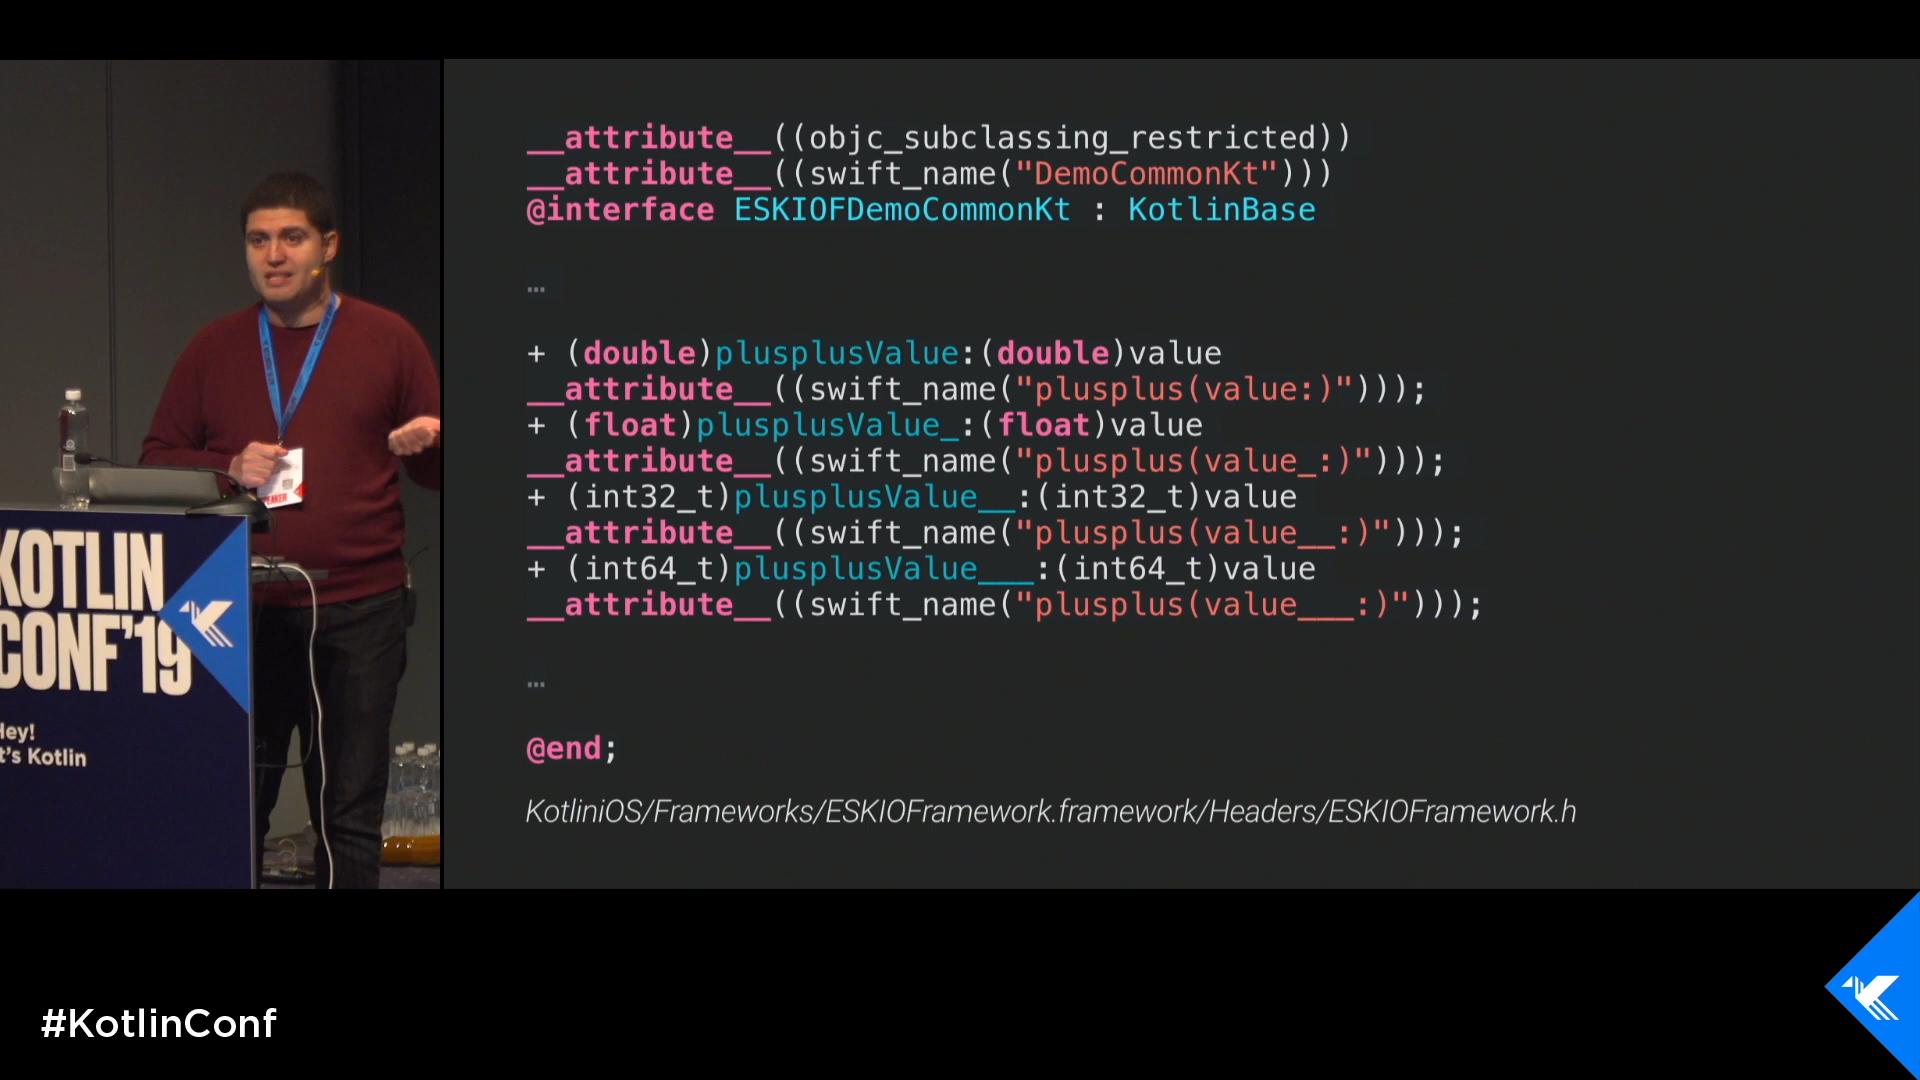 __attribute__((objc_subclassing_restricted))
__attribute__((swift_name("DemoCommonKt")))
@interface ESKIOFDemoCommonKt : KotlinBase
…
+ (double)plusplusValue:(double)value
__attribute__((swift_name("plusplus(value:)")));
+ (float)plusplusValue_:(float)value
__attribute__((swift_name("plusplus(value_:)")));
+ (int32_t)plusplusValue__:(int32_t)value
__attribute__((swift_name("plusplus(value__:)")));
+ (int64_t)plusplusValue___:(int64_t)value
__attribute__((swift_name("plusplus(value___:)")));
…
@end;
KotliniOS/Frameworks/ESKIOFramework.framework/Headers/ESKIOFramework.h
KOTLIN
CONF'19
Hey!
t's Kotlin
#KotlinConf